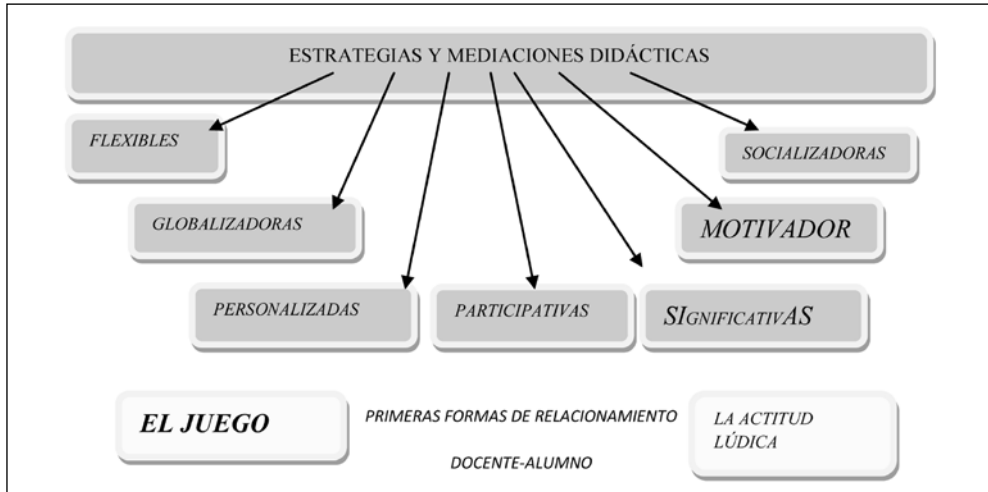 ESTRATEGIAS Y MEDIACIONES DIDÁCTICAS
FLEXIBLES
SOCIALIZADORAS
GLOBALIZADORAS
MOTIVADOR
PERSONALIZADAS
PARTICIPATIVAS
SIGNIFICATIVAS
EL JUEGO
PRIMERAS FORMAS DE RELACIONAMIENTO
DOCENTE-ALUMNO
LA ACTITUD
LÚDICA